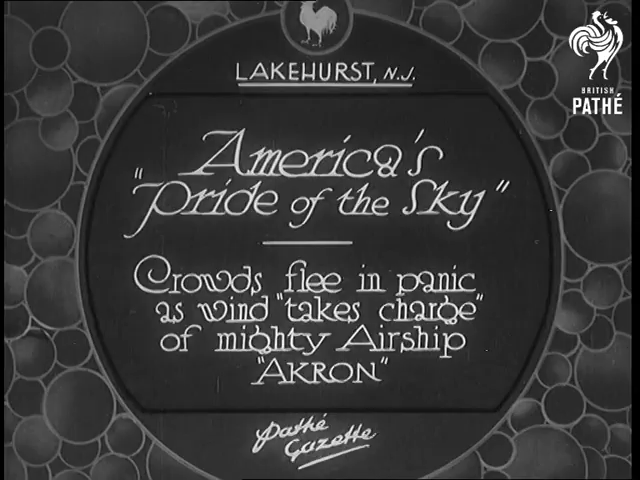 LAKEHURST, N.J.
BRITISH
PATHÉ
America's
"Pride of the Sky"
Crowds flee in panic
as wind "takes charge"
of mighty Airship
"AKRON"
Pathé
Gazette